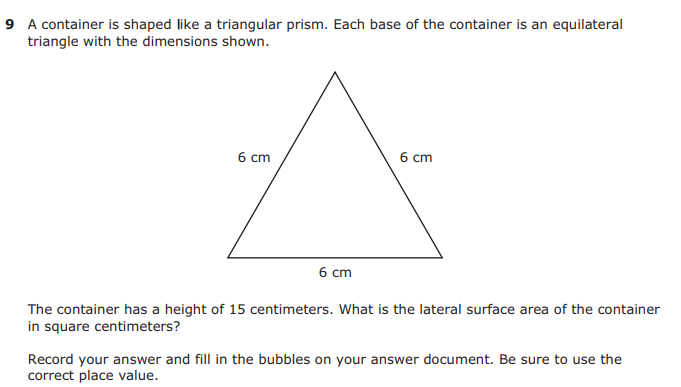 9 A container is shaped like a triangular prism. Each base of the container is an equilateral
triangle with the dimensions shown.
6 cm 6 cm
6 cm
The container has a height of 15 centimeters. What is the lateral surface area of the container
in square centimeters?
Record your answer and fill in the bubbles on your answer document. Be sure to use the
correct place value.